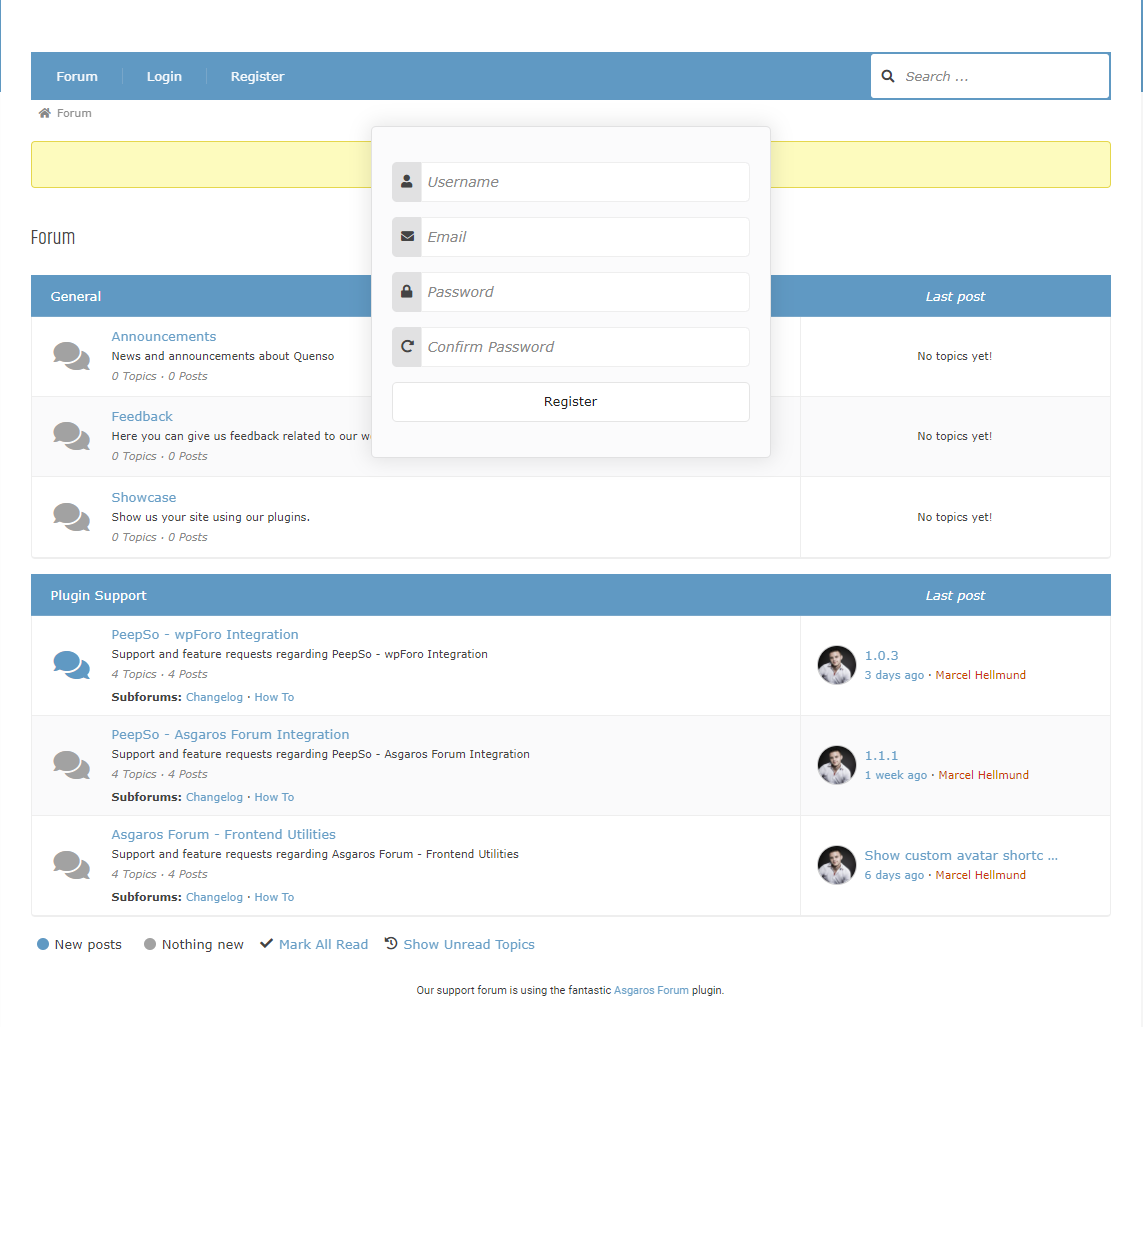 Forum
Login
Register
Search ...
Forum
Username
Email
Password
Confirm Password
Register
Forum
General
Last post
Announcements
News and announcements about Quenso
0 Topics · 0 Posts
No topics yet!
Feedback
Here you can give us feedback related to our
0 Topics · 0 Posts
No topics yet!
Showcase
Show us your site using our plugins.
0 Topics · 0 Posts
No topics yet!
Plugin Support
Last post
PeepSo - wpForo Integration
Support and feature requests regarding PeepSo - wpForo Integration
4 Topics · 4 Posts
Subforums: Changelog · How To
1.0.3
3 days ago · Marcel Hellmund
PeepSo - Asgaros Forum Integration
Support and feature requests regarding PeepSo - Asgaros Forum Integration
4 Topics · 4 Posts
Subforums: Changelog · How To
1.1.1
1 week ago · Marcel Hellmund
Asgaros Forum - Frontend Utilities
Support and feature requests regarding Asgaros Forum - Frontend Utilities
4 Topics · 4 Posts
Subforums: Changelog · How To
Show custom avatar shortc ...
6 days ago · Marcel Hellmund
New posts
Nothing new
Mark All Read
Show Unread Topics
Our support forum is using the fantastic Asgaros Forum plugin.